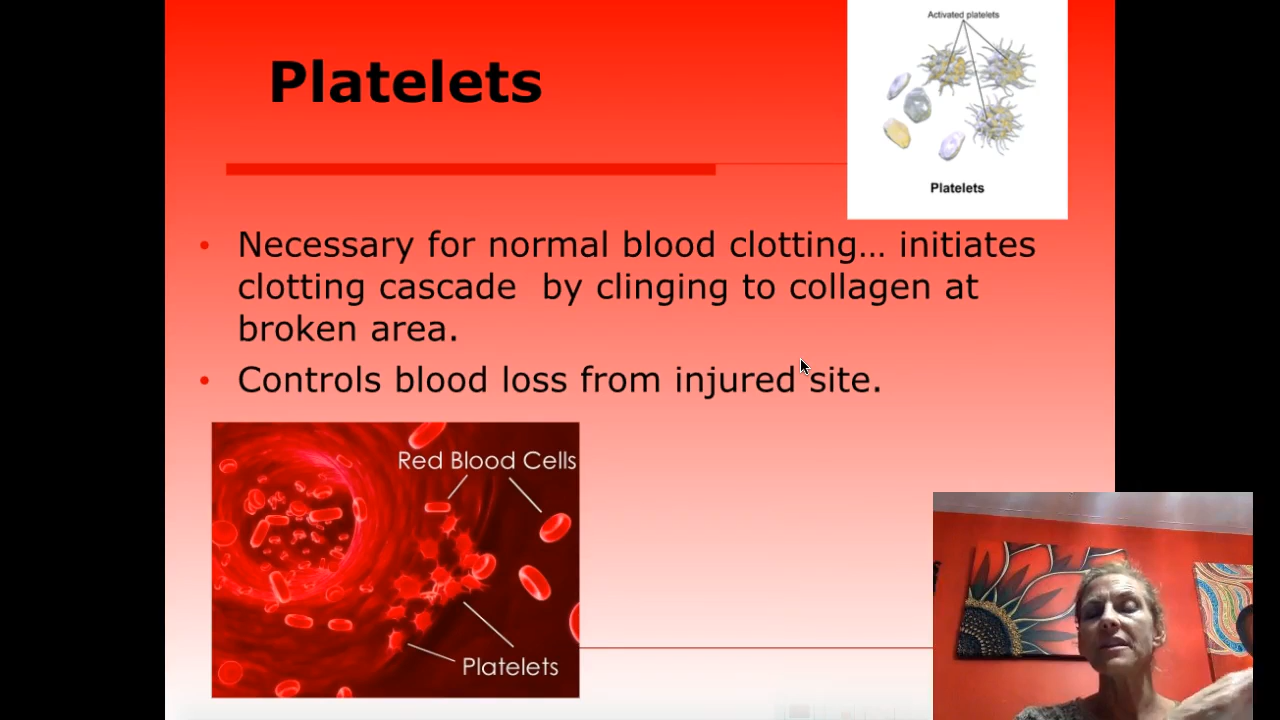 Activated platelets
Platelets
Platelets
• Necessary for normal blood clotting… initiates
clotting cascade  by clinging to collagen at
broken area.
• Controls blood loss from injured site.
Red Blood Cells
Platelets